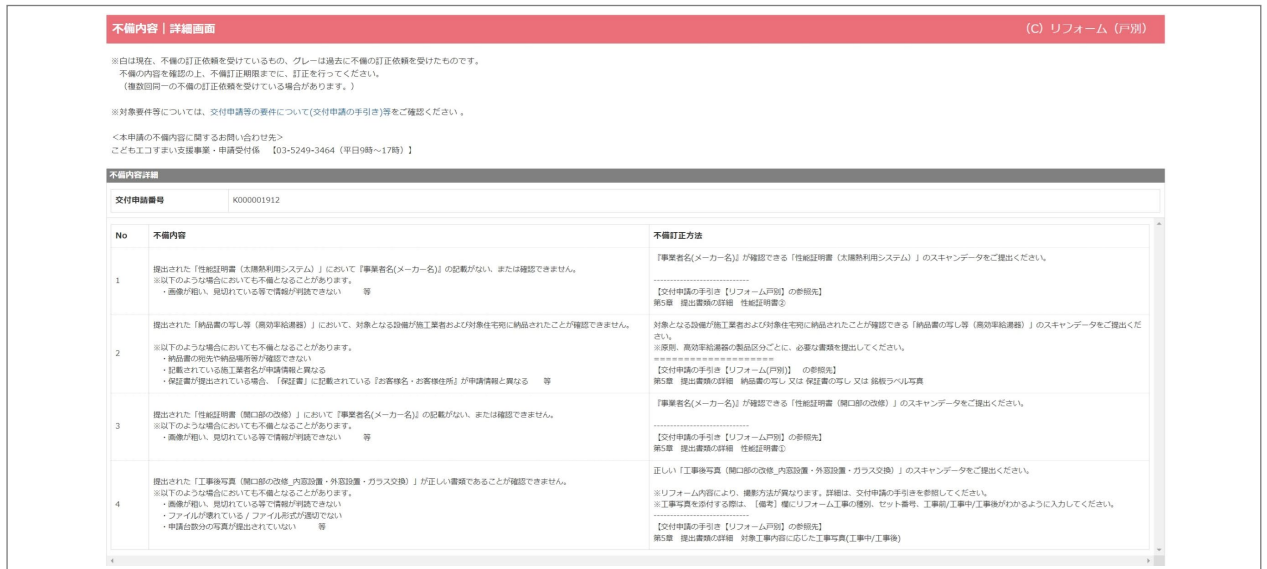 不備内容｜詳細画面
(C) リフォーム（戸別）
※白は現在、不備の訂正依頼を受けているもの、グレーは過去に不備の訂正依頼を受けたものです。
不備の内容を確認の上、不備訂正期限までに、訂正を行ってください。
（複数回同一の不備の訂正依頼を受けている場合があります。）
※対象要件等については、交付申請等の要件について(交付申請の手引き)等をご確認ください 。
＜本申請の不備内容に関するお問い合わせ先＞
こどもエコすまい支援事業・申請受付係　【03-5249-3464（平日9時～17時）】
不備内容詳細
交付申請番号
K000001912
No
不備内容
不備訂正方法
1
提出された「性能証明書（太陽熱利用システム）」において『事業者名(メーカー名)』の記載がない、または確認できません。
※以下のような場合においても不備となることがあります。
・画像が粗い、見切れている等で情報が判読できない　　等
『事業者名(メーカー名)』が確認できる「性能証明書（太陽熱利用システム）」のスキャンデータをご提出ください。
----------------------------
【交付申請の手引き【リフォーム戸別】の参照先】
第5章　提出書類の詳細　性能証明書②
2
提出された「納品書の写し等（高効率給湯器）」において、対象となる設備が施工業者および対象住宅宛に納品されたことが確認できません。
※以下のような場合においても不備となることがあります。
・納品書の宛先や納品場所等が確認できない
・記載されている施工業者名が申請情報と異なる
・保証書が提出されている場合、「保証書」に記載されている『お客様名・お客様住所』が申請情報と異なる　　等
対象となる設備が施工業者および対象住宅宛に納品されたことが確認できる「納品書の写し等（高効率給湯器）」のスキャンデータをご提出くだ
さい。
※原則、高効率給湯器の製品区分ごとに、必要な書類を提出してください。
====================
【交付申請の手引き【リフォーム(戸別)】　の参照先】
第5章　提出書類の詳細　納品書の写し 又は 保証書の写し 又は 銘板ラベル写真
3
提出された「性能証明書（開口部の改修）」において『事業者名(メーカー名)』の記載がない、または確認できません。
※以下のような場合においても不備となることがあります。
・画像が粗い、見切れている等で情報が判読できない　　等
『事業者名(メーカー名)』が確認できる「性能証明書（開口部の改修）」のスキャンデータをご提出ください。
----------------------------
【交付申請の手引き【リフォーム戸別】の参照先】
第5章　提出書類の詳細　性能証明書①
4
提出された「工事後写真（開口部の改修_内窓設置・外窓設置・ガラス交換）」が正しい書類であることが確認できません。
※以下のような場合においても不備となることがあります。
・画像が粗い、見切れている等で情報が判読できない
・ファイルが壊れている / ファイル形式が適切でない
・申請台数分の写真が提出されていない　　等
正しい「工事後写真（開口部の改修_内窓設置・外窓設置・ガラス交換）」のスキャンデータをご提出ください。
※リフォーム内容により、撮影方法が異なります。詳細は、交付申請の手引きを参照してください。
※工事写真を添付する際は、［備考］欄にリフォーム工事の種別、セット番号、工事前/工事中/工事後がわかるように入力してください。
----------------------------
【交付申請の手引き【リフォーム戸別】の参照先】
第5章　提出書類の詳細　対象工事内容に応じた工事写真(工事中/工事後)